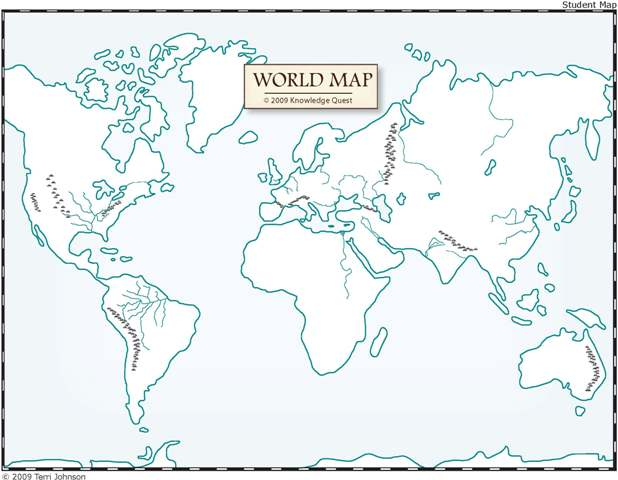 Student Map
WORLD MAP
© 2009 Knowledge Quest
© 2009 Terri Johnson